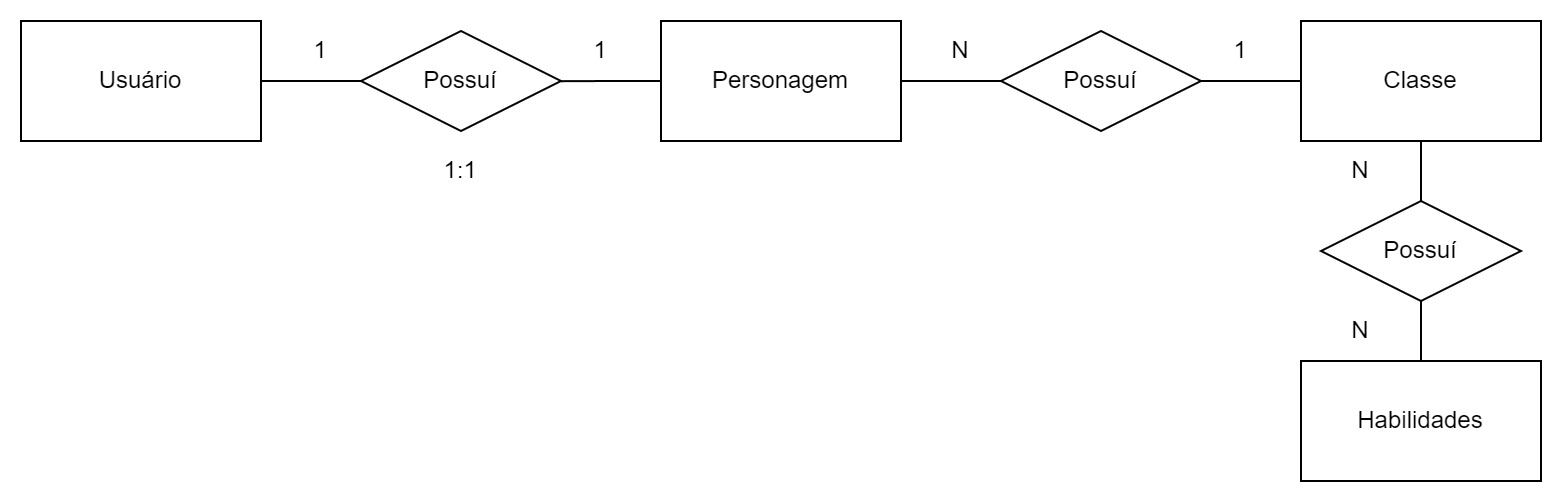 1
1
N
1
Usuário
Possuí
Personagem
Possuí
Classe
1:1
N
Possuí
N
Habilidades